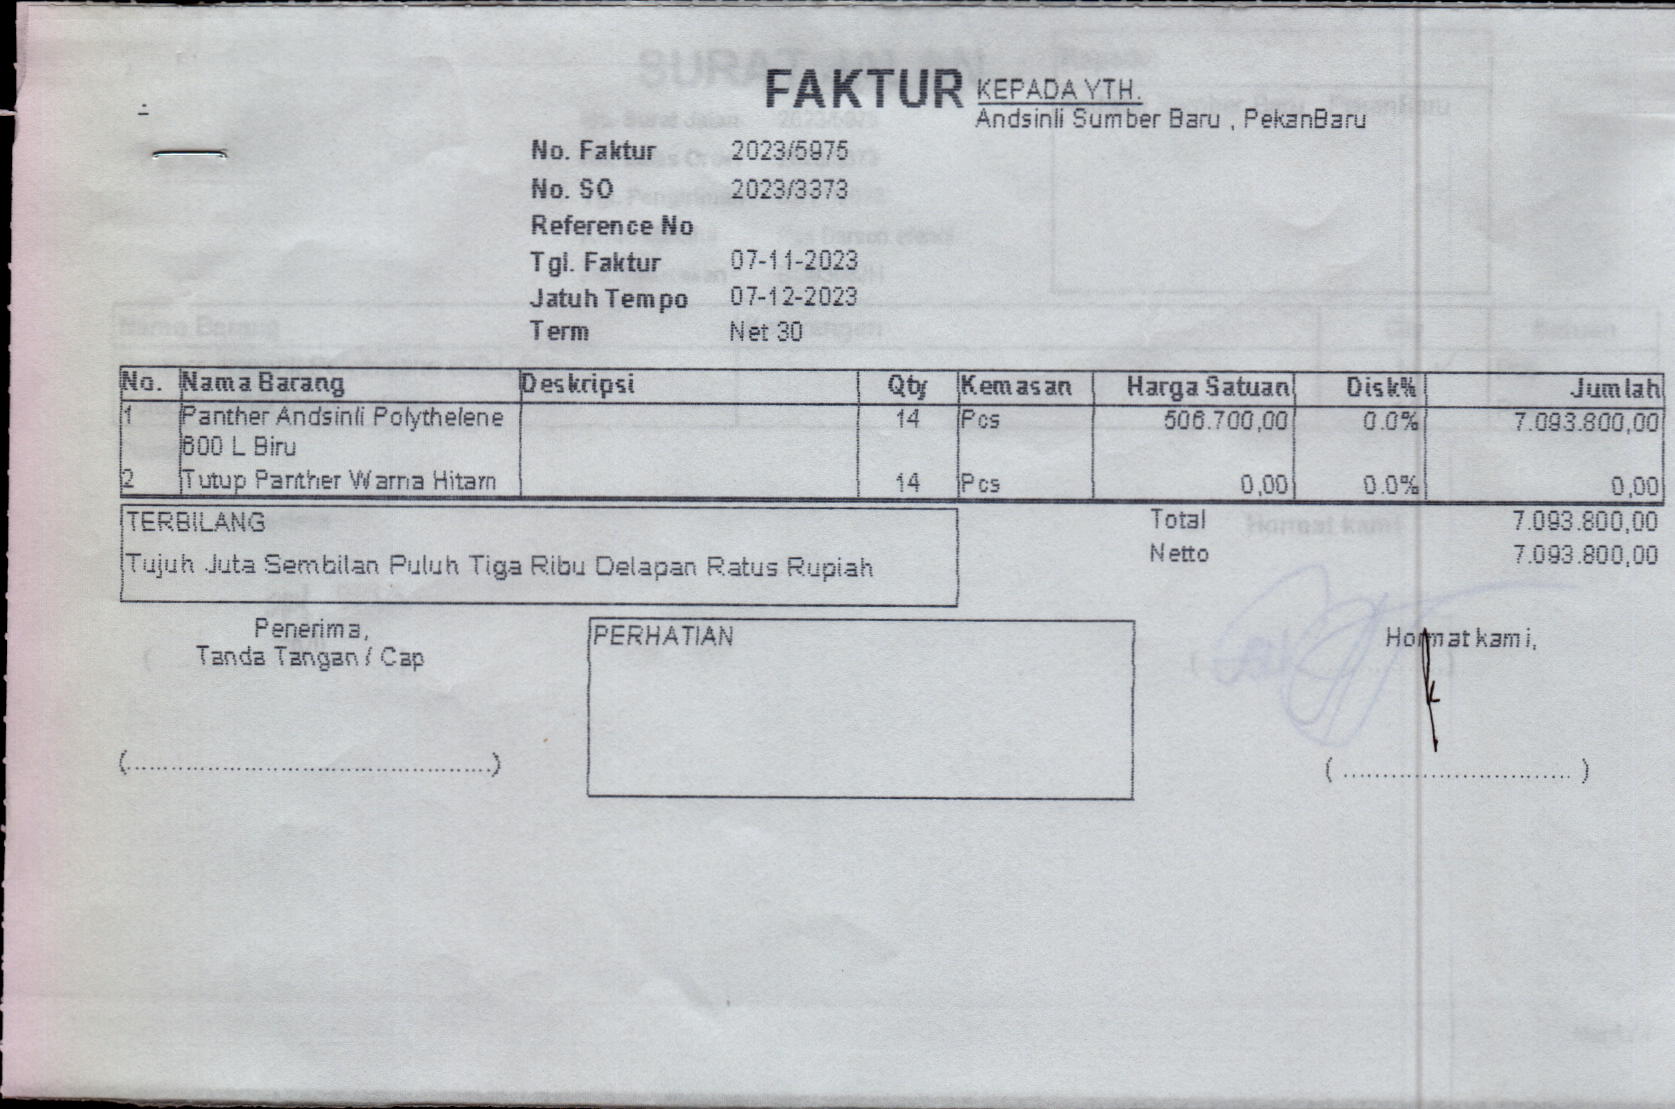 FAKTUR
KEPADA YTH.
Andsinli Sumber Baru , PekanBaru
No. Faktur 2023/5975
No. SO 2023/3373
Reference No
Tgl. Faktur 07-11-2023
Jatuh Tempo 07-12-2023
Term Net 30
No. Nama Barang Deskripsi Qty Kemasan Harga Satuan Disk% Jumlah
1 Panther Andsinli Polythelene 14 Pcs 506.700,00 0.0% 7.093.800,00
600 L Biru
2 Tutup Panther Warna Hitam 14 Pcs 0,00 0.0% 0,00
TERBILANG
Tujuh Juta Sembilan Puluh Tiga Ribu Delapan Ratus Rupiah
Total 7.093.800,00
Netto 7.093.800,00
Penerima,
Tanda Tangan / Cap
PERHATIAN
Hormat kami,
(..........................................)
( ........................... )